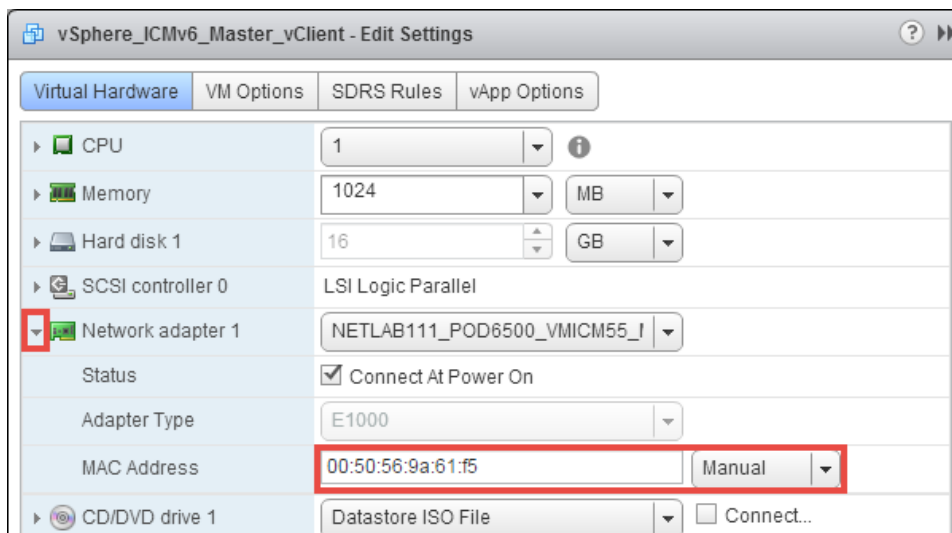 vSphere_ICMv6_Master_vClient - Edit Settings
Virtual Hardware VM Options SDRS Rules vApp Options
CPU 1
Memory 1024 MB
Hard disk 1 16 GB
SCSI controller 0 LSI Logic Parallel
Network adapter 1 NETLAB111_POD6500_VMICM55_
Status Connect At Power On
Adapter Type E1000
MAC Address 00:50:56:9a:61:f5 Manual
CD/DVD drive 1 Datastore ISO File Connect...